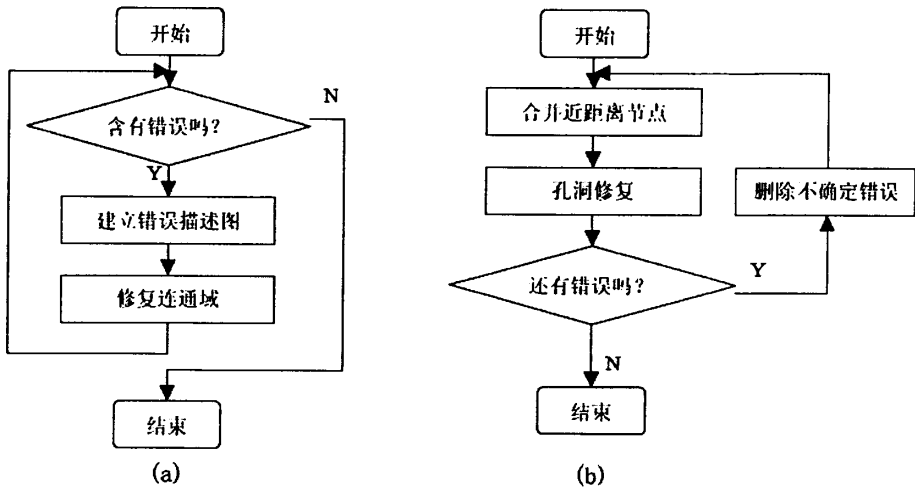 开始
含有错误吗?
N
Y
建立错误描述图
修复连通域
结束
(a)
开始
合并近距离节点
孔洞修复
删除不确定错误
还有错误吗?
Y
N
结束
(b)